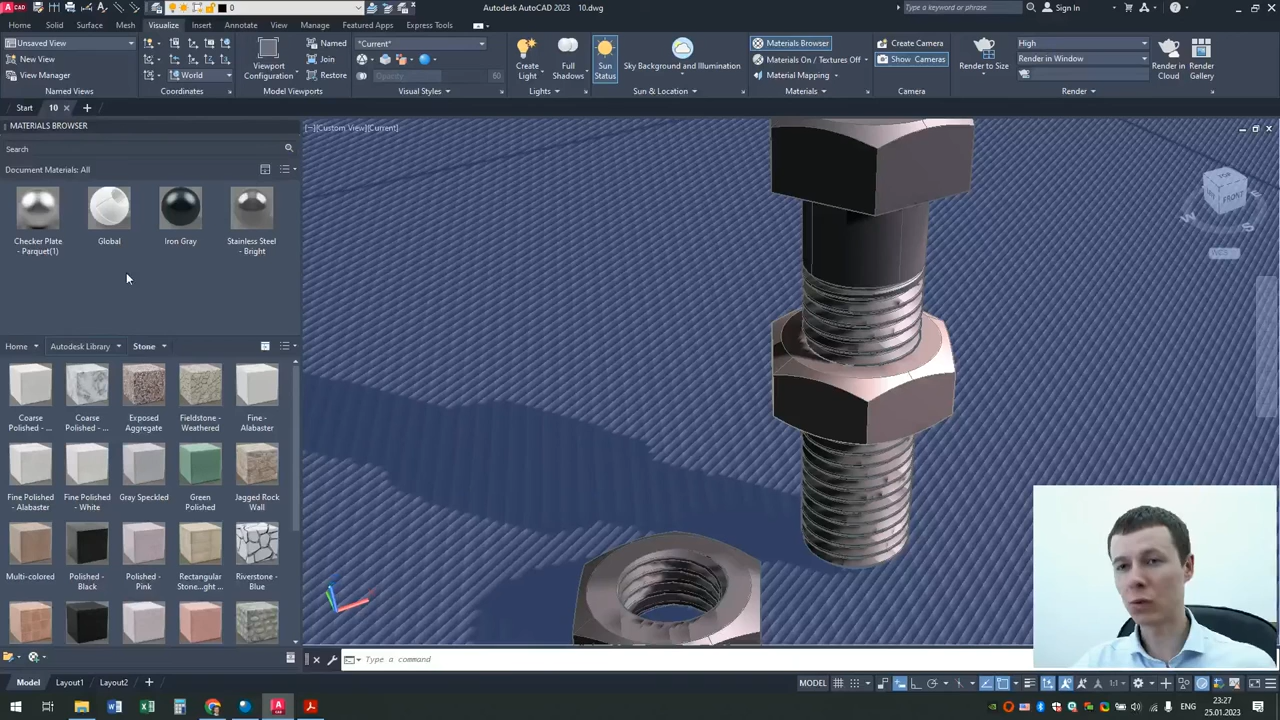 Autodesk AutoCAD 2023 10.dwg
Type a keyword or phrase
Sign In
0
Home Solid Surface Mesh Visualize Insert Annotate View Manage Featured Apps Express Tools
Unsaved View
New View
View Manager
Named Views
World
Coordinates
Viewport
Configuration
Named
Join
Restore
Model Viewports
*Current*
Opacity 60
Visual Styles
Create
Light
Full
Shadows
Lights
Sun
Status
Sky Background and Illumination
Sun & Location
Materials Browser
Materials On / Textures Off
Material Mapping
Materials
Create Camera
Show Cameras
Camera
Render to Size
High
Render in Window
Render
Render in
Cloud
Render
Gallery
Start 10
MATERIALS BROWSER
Search
Document Materials: All
Checker Plate
- Parquet(1)
Global
Iron Gray
Stainless Steel
- Bright
Home Autodesk Library Stone
Coarse
Polished - ...
Coarse
Polished - ...
Exposed
Aggregate
Fieldstone -
Weathered
Fine -
Alabaster
Fine Polished
- Alabaster
Fine Polished
- White
Gray Speckled
Green
Polished
Jagged Rock
Wall
Multi-colored
Polished -
Black
Polished -
Pink
Rectangular
Stone...ght ...
Riverstone -
Blue
[−][Custom View][Current]
TOP
FRONT
W
S
Type a command
Model Layout1 Layout2
MODEL
1:1
23:27
25.01.2023